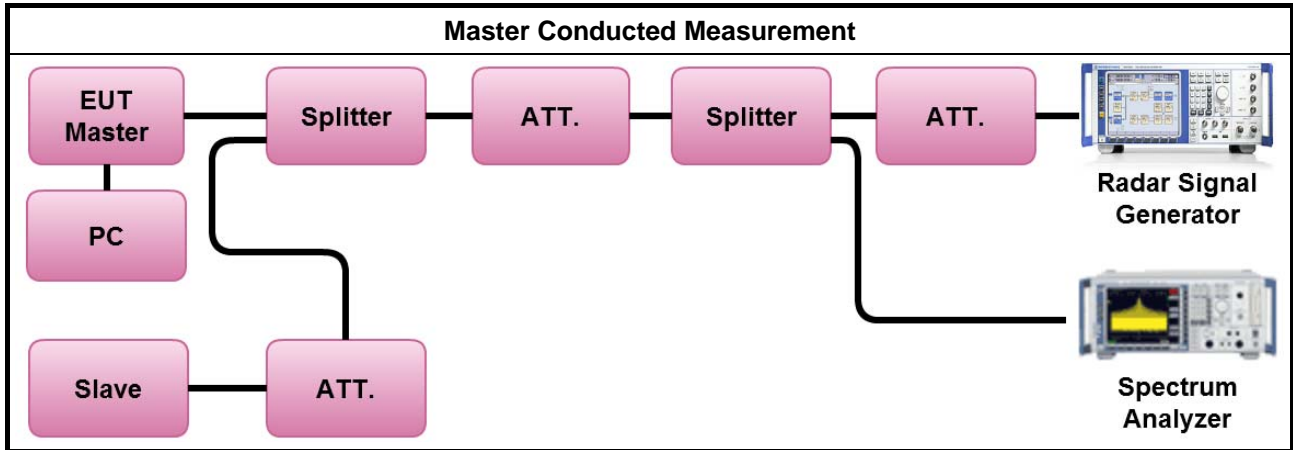 Master Conducted Measurement
EUT
Master
Splitter
ATT.
Splitter
ATT.
Radar Signal
Generator
PC
Slave
ATT.
Spectrum
Analyzer